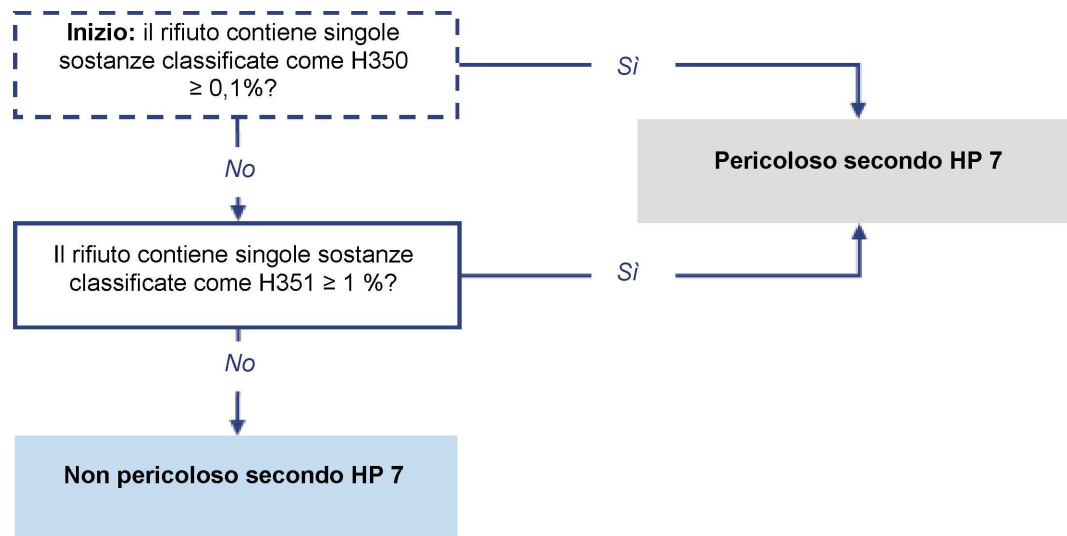 Inizio: il rifiuto contiene singole
sostanze classificate come H350
≥ 0,1%?
Sì
Pericoloso secondo HP 7
No
Il rifiuto contiene singole sostanze
classificate come H351 ≥ 1 %?
Sì
No
Non pericoloso secondo HP 7